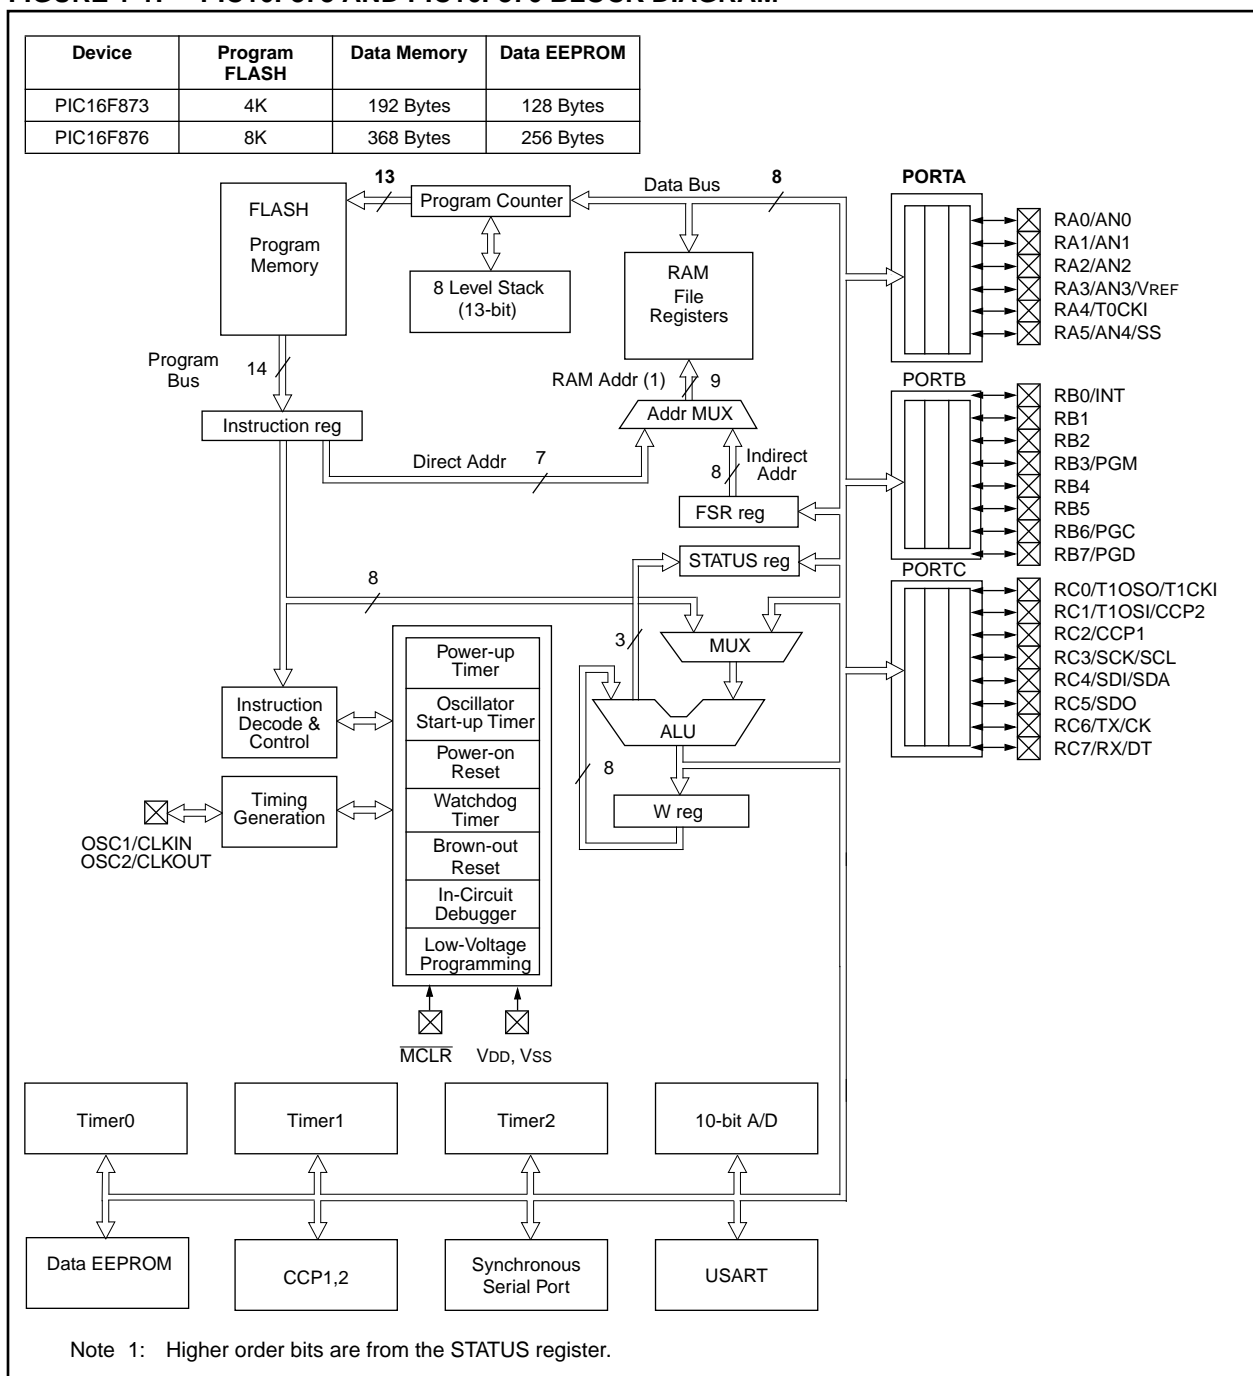 Device Program FLASH Data Memory Data EEPROM
PIC16F873 4K 192 Bytes 128 Bytes
PIC16F876 8K 368 Bytes 256 Bytes
FLASH
Program
Memory
13
Program Counter
8 Level Stack
(13-bit)
Data Bus
8
RAM
File
Registers
Program
Bus
14
RAM Addr (1)
9
Addr MUX
Instruction reg
Direct Addr
7
8
Indirect
Addr
FSR reg
STATUS reg
8
3
MUX
ALU
8
W reg
Power-up
Timer
Oscillator
Start-up Timer
Power-on
Reset
Watchdog
Timer
Brown-out
Reset
In-Circuit
Debugger
Low-Voltage
Programming
Instruction
Decode &
Control
Timing
Generation
OSC1/CLKIN
OSC2/CLKOUT
MCLR
VDD, VSS
PORTA
RA0/AN0
RA1/AN1
RA2/AN2
RA3/AN3/VREF
RA4/T0CKI
RA5/AN4/SS
PORTB
RB0/INT
RB1
RB2
RB3/PGM
RB4
RB5
RB6/PGC
RB7/PGD
PORTC
RC0/T1OSO/T1CKI
RC1/T1OSI/CCP2
RC2/CCP1
RC3/SCK/SCL
RC4/SDI/SDA
RC5/SDO
RC6/TX/CK
RC7/RX/DT
Timer0
Timer1
Timer2
10-bit A/D
Data EEPROM
CCP1,2
Synchronous
Serial Port
USART
Note 1: Higher order bits are from the STATUS register.